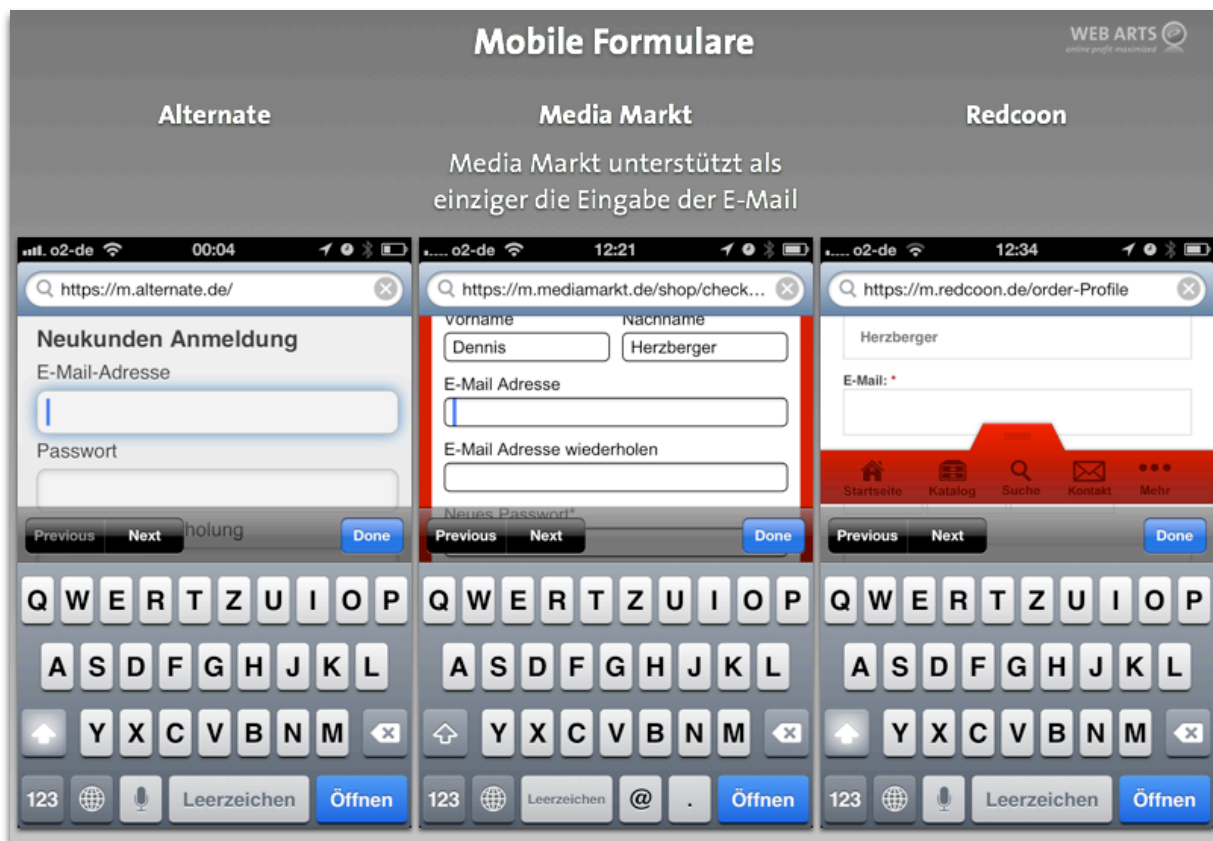 Mobile Formulare
WEB ARTS
online profit maximized
Alternate
Media Markt
Redcoon
Media Markt unterstützt als
einziger die Eingabe der E-Mail
o2-de 00:04
https://m.alternate.de/
Neukunden Anmeldung
E-Mail-Adresse
Passwort
holung
Previous Next Done
Q W E R T Z U I O P
A S D F G H J K L
Y X C V B N M
123 Leerzeichen Öffnen
o2-de 12:21
https://m.mediamarkt.de/shop/check...
Vorname Nachname
Dennis Herzberger
E-Mail Adresse
E-Mail Adresse wiederholen
Neues Passwort*
Previous Next Done
Q W E R T Z U I O P
A S D F G H J K L
Y X C V B N M
123 Leerzeichen @ . Öffnen
o2-de 12:34
https://m.redcoon.de/order-Profile
Herzberger
E-Mail: *
Startseite Katalog Suche Kontakt Mehr
Previous Next Done
Q W E R T Z U I O P
A S D F G H J K L
Y X C V B N M
123 Leerzeichen Öffnen